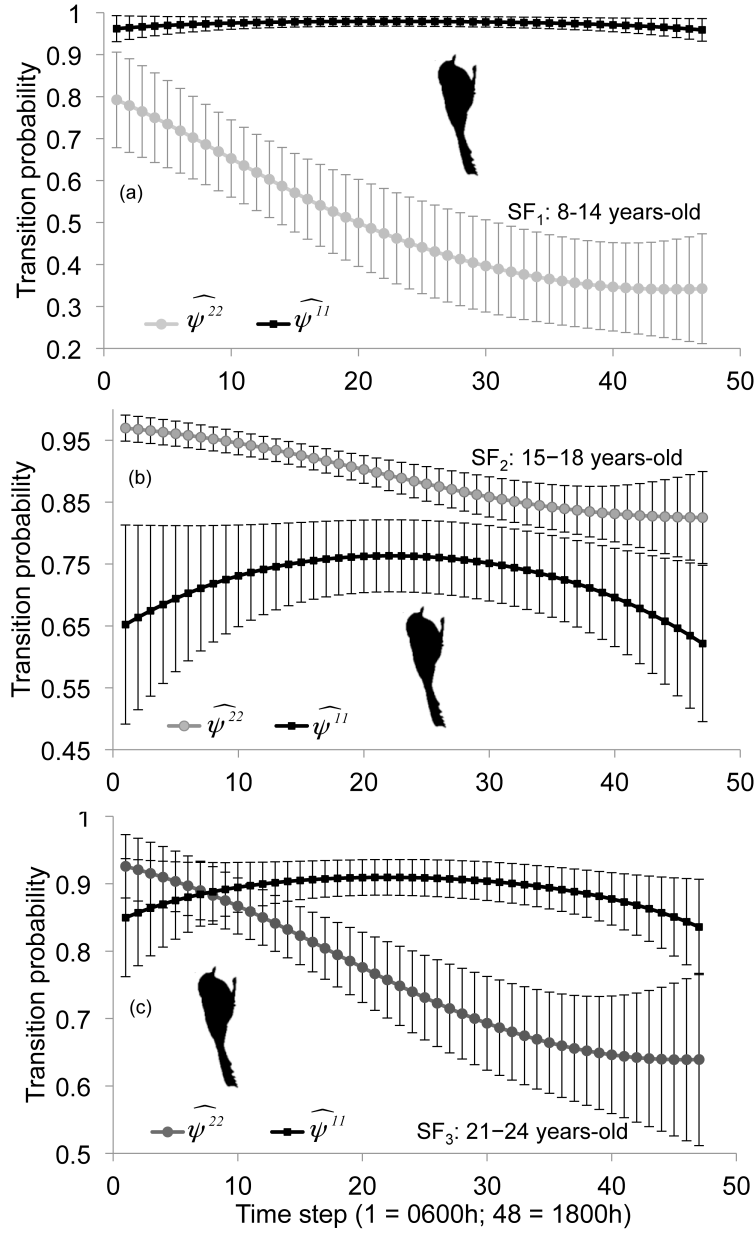 1
0.9
0.8
0.7
0.6
0.5
0.4
0.3
0.2
Transition probability
(a)
SF1: 8-14 years-old
ψ̂22 ψ̂11
0 10 20 30 40 50
0.95
0.85
0.75
0.65
0.55
0.45
Transition probability
(b)
SF2: 15−18 years-old
ψ̂22 ψ̂11
0 10 20 30 40 50
1
0.9
0.8
0.7
0.6
0.5
Transition probability
(c)
ψ̂22 ψ̂11
SF3: 21−24 years-old
0 10 20 30 40 50
Time step (1 = 0600h; 48 = 1800h)